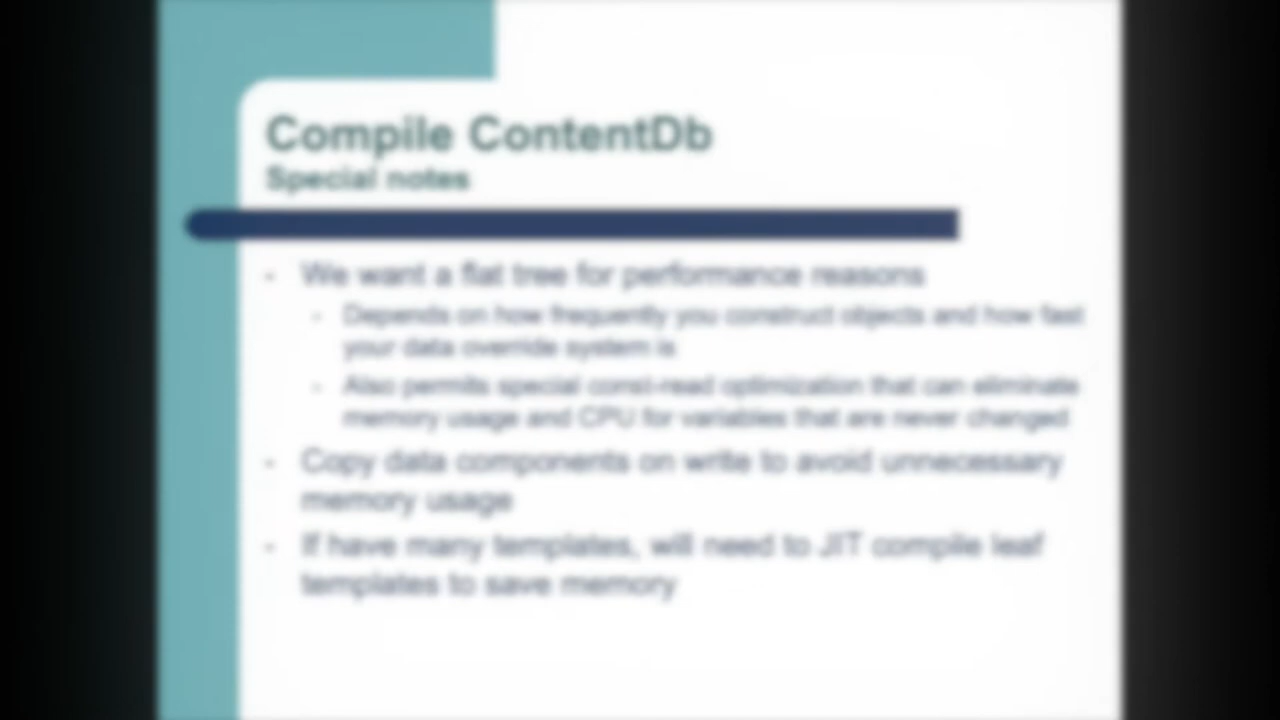 Compile ContentDb
Special notes
- We want a flat tree for performance reasons
- Depends on how frequently you construct objects and how fast
your data override system is
- Also permits special const-read optimization that can eliminate
memory usage and CPU for variables that are never changed
- Copy data components on write to avoid unnecessary
memory usage
- If have many templates, will need to JIT compile leaf
templates to save memory